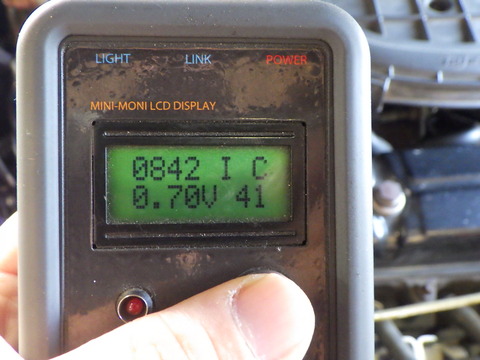 LIGHT LINK POWER
MINI-MONI LCD DISPLAY
0842 I C
0.70V 41